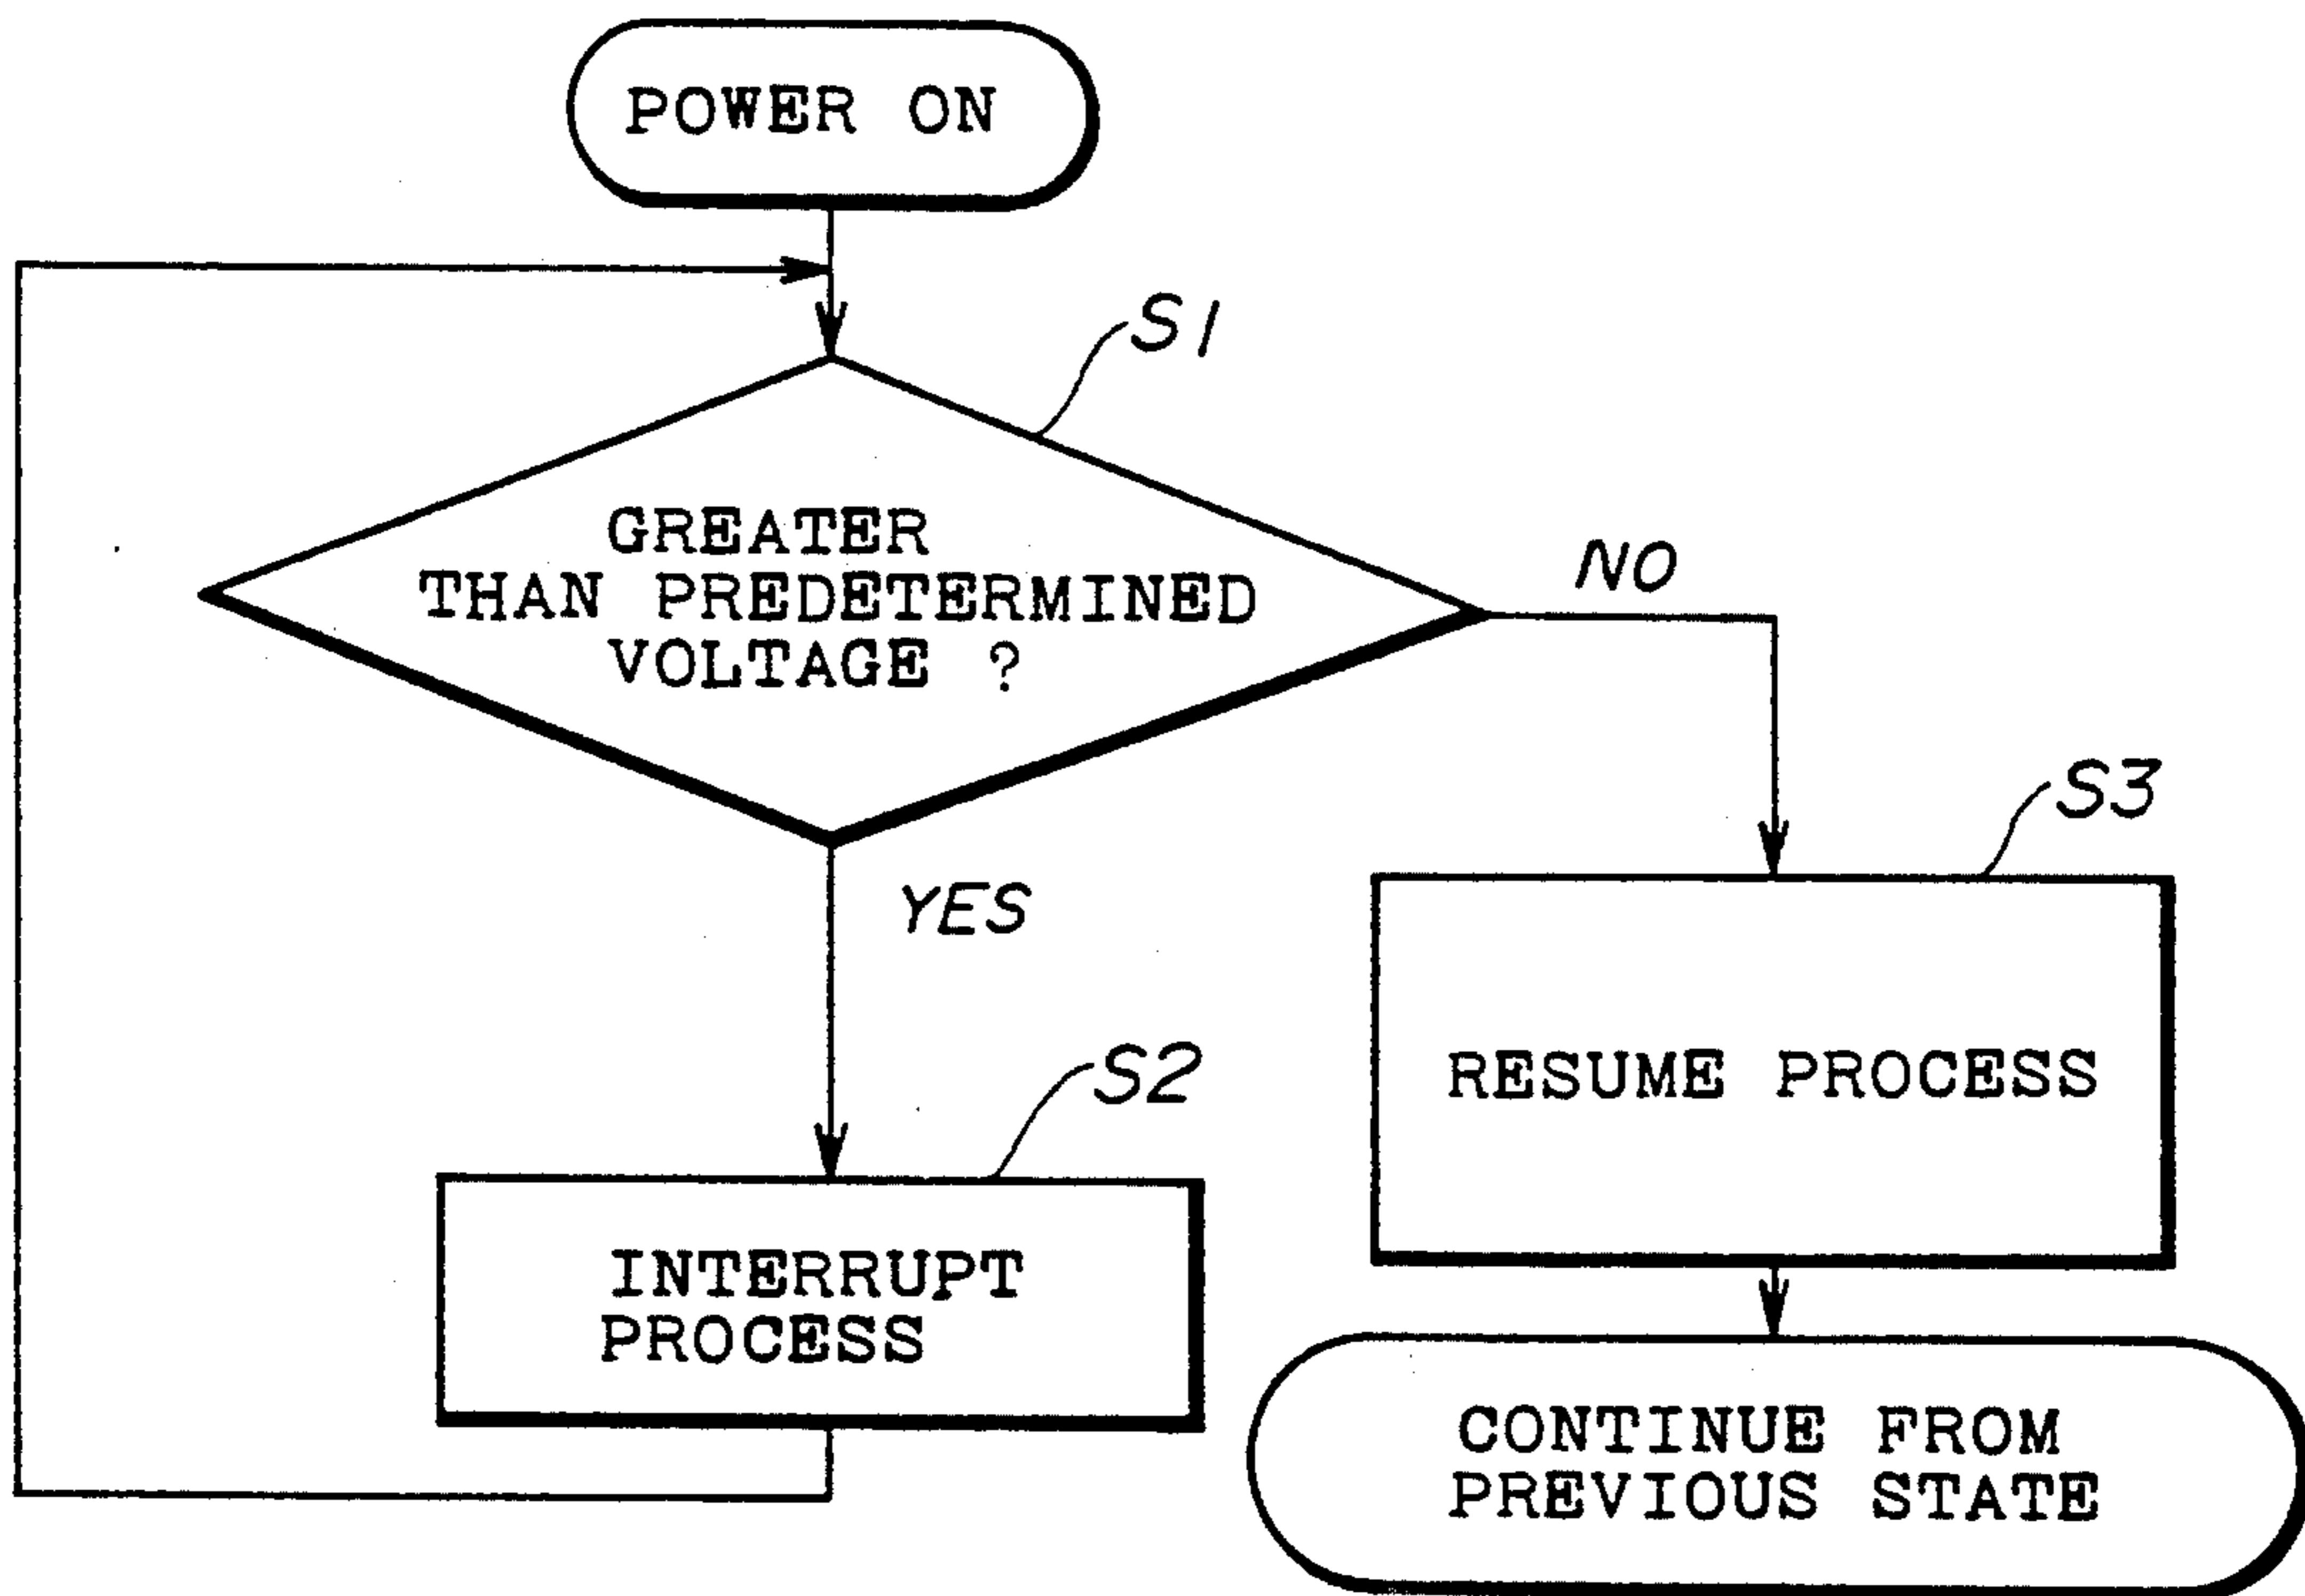 POWER ON
S1
GREATER
THAN PREDETERMINED
VOLTAGE ?
NO
YES
S3
RESUME PROCESS
S2
INTERRUPT
PROCESS
CONTINUE FROM
PREVIOUS STATE